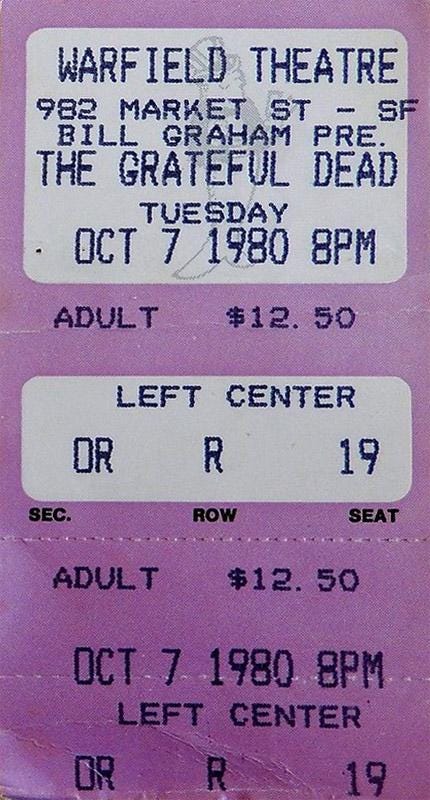 WARFIELD THEATRE
982 MARKET ST - SF
BILL GRAHAM PRE.
THE GRATEFUL DEAD
TUESDAY
OCT 7 1980 8PM
ADULT $12.50
LEFT CENTER
OR R 19
SEC. ROW SEAT
ADULT $12.50
OCT 7 1980 8PM
LEFT CENTER
OR R 19